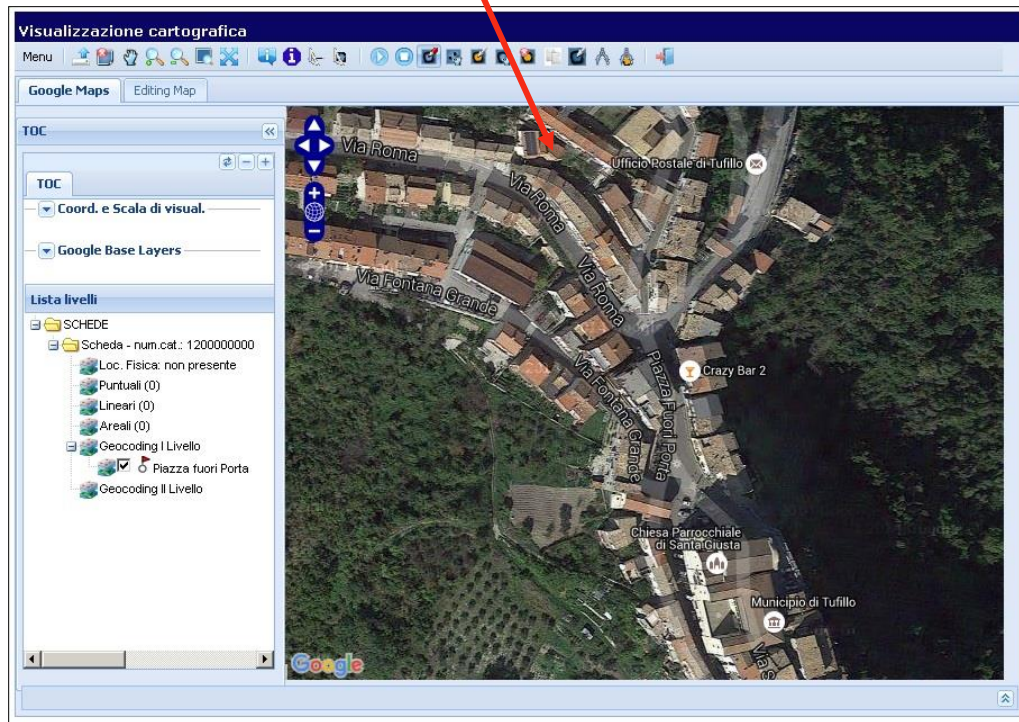 Visualizzazione cartografica
Menu
Google Maps
Editing Map
TOC
TOC
Coord. e Scala di visual.
Google Base Layers
Lista livelli
SCHEDE
Scheda - num.cat.: 1200000000
Loc. Fisica: non presente
Puntuali (0)
Lineari (0)
Areali (0)
Geocoding I Livello
Piazza fuori Porta
Geocoding II Livello
Via Roma
Ufficio Postale di Tufillo
Via Roma
Via Roma
Via Fontana Grande
Crazy Bar 2
Piazza Fuori Porta
Via Fontana Grande
Chiesa Parrocchiale
di Santa Giusta
Municipio di Tufillo
Via S
Google